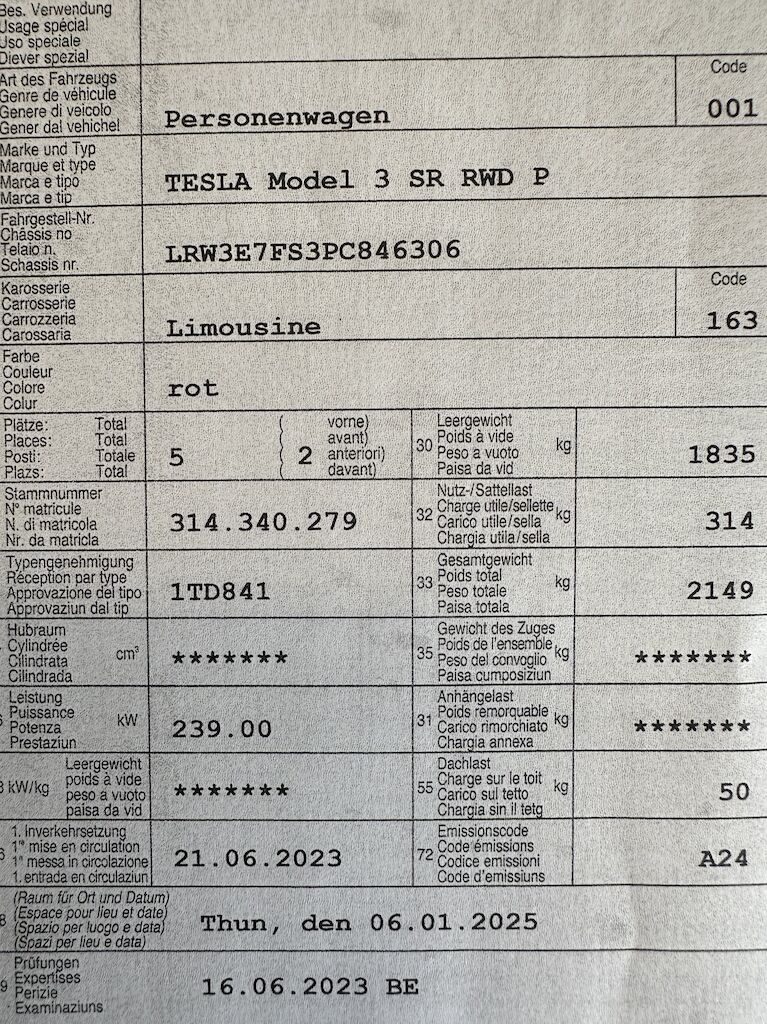 Bes. Verwendung
Usage spécial
Uso speciale
Diever spezial
Art des Fahrzeugs
Genre de véhicule
Genere di veicolo
Gener dal vehichel
Personenwagen
Code
001
Marke und Typ
Marque et type
Marca e tipo
Marca e tip
TESLA Model 3 SR RWD P
Fahrgestell-Nr.
Châssis no
Telaio n.
Schassis nr.
LRW3E7FS3PC846306
Karosserie
Carrosserie
Carrozzeria
Carossaria
Limousine
Code
163
Farbe
Couleur
Colore
Colur
rot
Plätze: Total
Places: Total
Posti: Totale
Plazs: Total
5
( vorne)
( avant)
( 2 anteriori)
( davant)
30
Leergewicht
Poids à vide
Peso a vuoto
Paisa da vid
kg
1835
Stammnummer
N° matricule
N. di matricola
Nr. da matricla
314.340.279
32
Nutz-/Sattellast
Charge utile/sellette
Carico utile/sella
Chargia utila/sella
kg
314
Typengenehmigung
Réception par type
Approvazione del tipo
Approvaziun dal tip
1TD841
33
Gesamtgewicht
Poids total
Peso totale
Paisa totala
kg
2149
Hubraum
Cylindrée
Cilindrata
Cilindrada
cm³
*******
35
Gewicht des Zuges
Poids de l'ensemble
Peso del convoglio
Paisa cumposiziun
kg
*******
Leistung
Puissance
Potenza
Prestaziun
kW
239.00
31
Anhängelast
Poids remorquable
Carico rimorchiato
Chargia annexa
kg
*******
kW/kg
Leergewicht
poids à vide
peso a vuoto
paisa da vid
*******
55
Dachlast
Charge sur le toit
Carico sul tetto
Chargia sin il tetg
kg
50
1. Inverkehrsetzung
1re mise en circulation
1a messa in circolazione
1. entrada en circulaziun
21.06.2023
72
Emissionscode
Code émissions
Codice emissioni
Code d'emissiuns
A24
(Raum für Ort und Datum)
(Espace pour lieu et date)
(Spazio per luogo e data)
(Spazi per lieu e data)
Thun, den 06.01.2025
Prüfungen
Expertises
Perizie
Examinaziuns
16.06.2023 BE